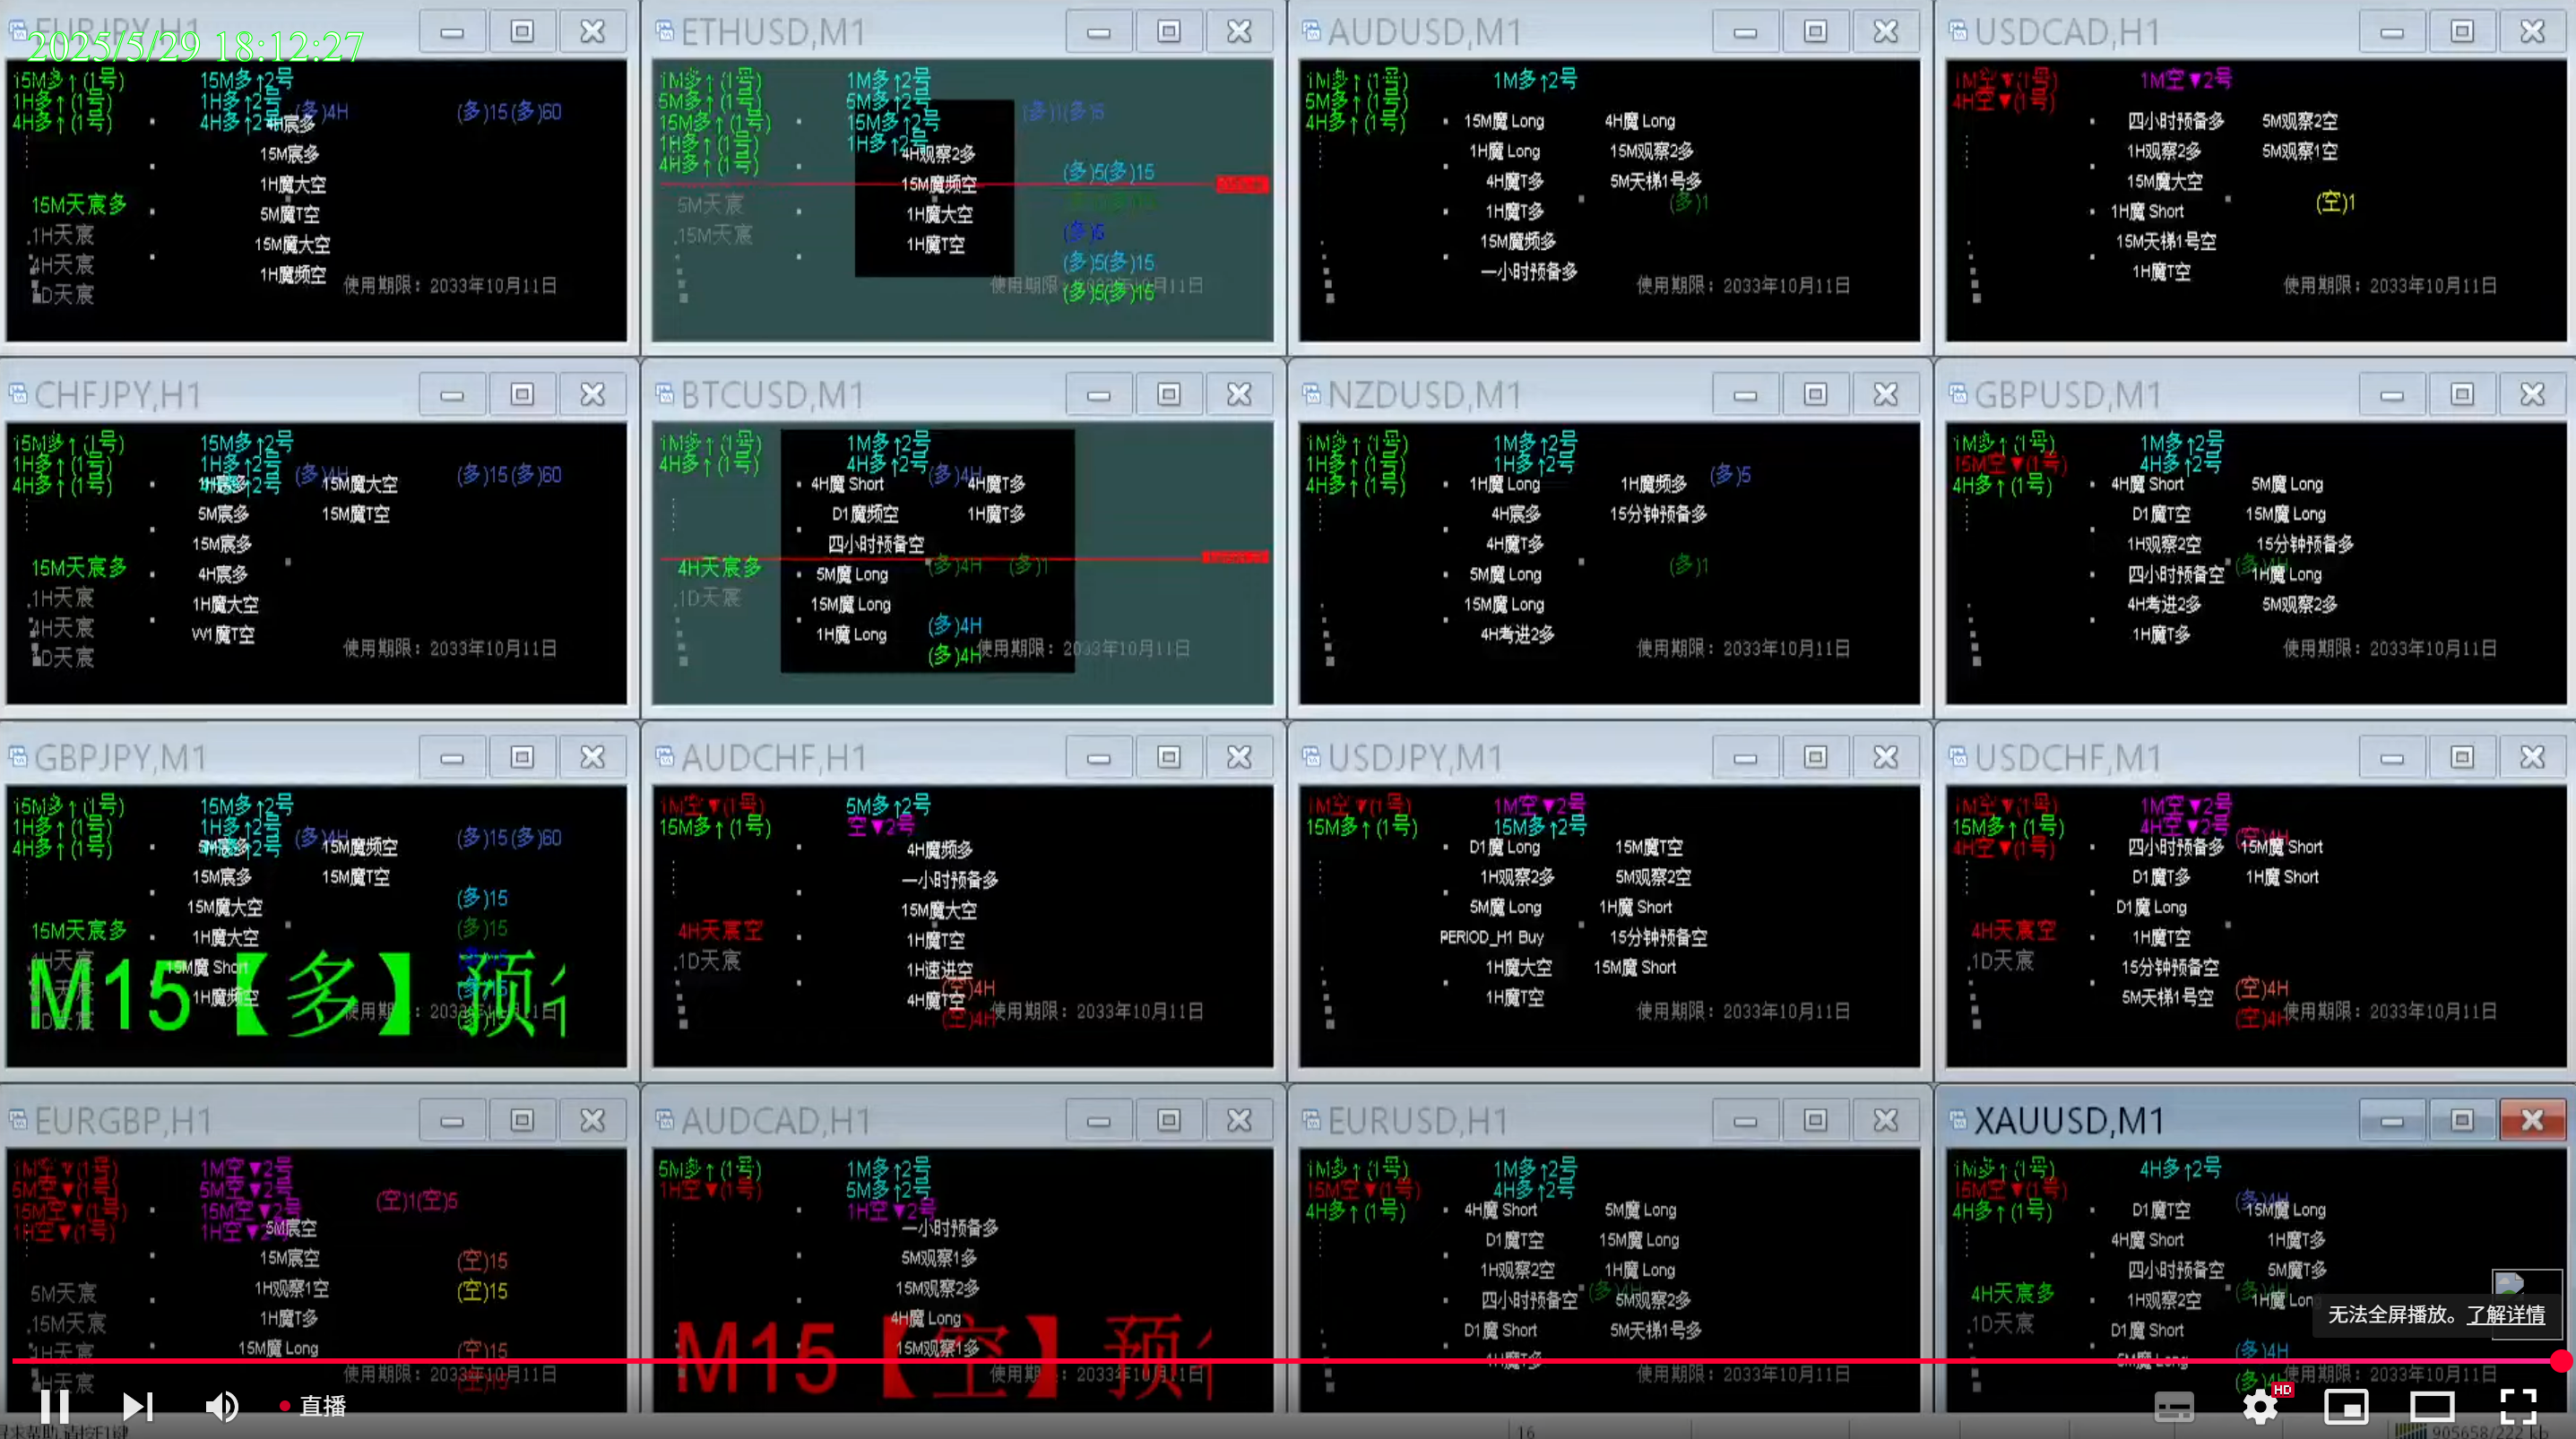 EURJPY,H1
2025/5/29 18:12:27
15M多↑(1号)
1H多↑(1号)
4H多↑(1号)
15M多↑2号
1H多↑2号
4H多↑2号
(多)4H
(多)15(多)60
4H宸多
15M宸多
1H魔大空
5M魔T空
15M魔大空
1H魔频空
15M天宸多
.1H天宸
4H天宸
1D天宸
使用期限：2033年10月11日
ETHUSD,M1
1M多↑(1号)
5M多↑(1号)
15M多↑(1号)
1H多↑(1号)
4H多↑(1号)
1M多↑2号
5M多↑2号
15M多↑2号
1H多↑2号
4H观察2多
15M魔频空
1H魔大空
1H魔T空
(多)5(多)15
(多)5
(多)5(多)15
(多)5(多)15
5M天宸
.15M天宸
AUDUSD,M1
1M多↑(1号)
5M多↑(1号)
4H多↑(1号)
1M多↑2号
15M魔 Long
1H魔 Long
4H魔T多
1H魔T多
15M魔频多
一小时预备多
4H魔 Long
15M观察2多
5M天梯1号多
(多)1
使用期限：2033年10月11日
USDCAD,H1
1M空▼(1号)
4H空▼(1号)
1M空▼2号
四小时预备多
1H观察2多
15M魔大空
1H魔 Short
15M天梯1号空
1H魔T空
5M观察2空
5M观察1空
(空)1
使用期限：2033年10月11日
CHFJPY,H1
15M多↑(1号)
1H多↑(1号)
4H多↑(1号)
15M多↑2号
1H多↑2号
4H多↑2号
(多)4H
(多)15(多)60
1H宸多
5M宸多
15M宸多
4H宸多
1H魔大空
W1魔T空
15M魔大空
15M魔T空
15M天宸多
.1H天宸
4H天宸
1D天宸
使用期限：2033年10月11日
BTCUSD,M1
1M多↑(1号)
4H多↑(1号)
1M多↑2号
4H多↑2号
(多)4H
4H魔 Short
D1魔频空
四小时预备空
5M魔 Long
15M魔 Long
1H魔 Long
4H魔T多
1H魔T多
(多)4H
(多)1
(多)4H
(多)4H
4H天宸多
.1D天宸
使用期限：2033年10月11日
NZDUSD,M1
1M多↑(1号)
1H多↑(1号)
4H多↑(1号)
1M多↑2号
1H多↑2号
1H魔 Long
4H宸多
4H魔T多
5M魔 Long
15M魔 Long
4H考进2多
1H魔频多
15分钟预备多
(多)5
(多)1
使用期限：2033年10月11日
GBPUSD,M1
1M多↑(1号)
15M空▼(1号)
4H多↑(1号)
1M多↑2号
4H多↑2号
4H魔 Short
D1魔T空
1H观察2空
四小时预备空
4H考进2多
1H魔T多
5M魔 Long
15M魔 Long
15分钟预备多
1H魔 Long
5M观察2多
使用期限：2033年10月11日
GBPJPY,M1
15M多↑(1号)
1H多↑(1号)
4H多↑(1号)
15M多↑2号
1H多↑2号
4H多↑2号
(多)4H
(多)15(多)60
15M宸多
15M魔大空
1H魔大空
15M魔 Short
1H魔频空
15M魔频空
15M魔T空
(多)15
(多)15
15M天宸多
M15【多】预
AUDCHF,H1
1M空▼(1号)
15M多↑(1号)
5M多↑2号
空▼2号
4H魔频多
一小时预备多
15M魔大空
1H魔T空
1H速进空
4H魔T空
(空)4H
(空)4H
4H天宸空
.1D天宸
使用期限：2033年10月11日
USDJPY,M1
1M空▼(1号)
15M多↑(1号)
1M空▼2号
15M多↑2号
D1魔 Long
1H观察2多
5M魔 Long
PERIOD_H1 Buy
1H魔大空
1H魔T空
15M魔T空
5M观察2空
1H魔 Short
15分钟预备空
15M魔 Short
使用期限：2033年10月11日
USDCHF,M1
1M空▼(1号)
15M多↑(1号)
4H空▼(1号)
1M空▼2号
4H空▼2号
(空)4H
四小时预备多
D1魔T多
D1魔 Long
1H魔T空
15分钟预备空
5M天梯1号空
15M魔 Short
1H魔 Short
(空)4H
(空)4H
4H天宸空
.1D天宸
使用期限：2033年10月11日
EURGBP,H1
1M空▼(1号)
5M空▼(1号)
15M空▼(1号)
1H空▼(1号)
1M空▼2号
5M空▼2号
15M空▼2号
1H空▼2号
(空)1(空)5
5M宸空
15M宸空
1H观察1空
1H魔T多
15M魔 Long
(空)15
(空)15
(空)15
5M天宸
.15M天宸
1H天宸
4H天宸
使用期限：2033年10月11日
AUDCAD,H1
5M多↑(1号)
1H空▼(1号)
1M多↑2号
5M多↑2号
1H空▼2号
一小时预备多
5M观察1多
15M观察2多
4H魔 Long
15M观察1多
M15【空】预
EURUSD,H1
1M多↑(1号)
15M空▼(1号)
4H多↑(1号)
1M多↑2号
4H多↑2号
4H魔 Short
D1魔T空
1H观察2空
四小时预备空
D1魔 Short
1H魔T多
5M魔 Long
15M魔 Long
1H魔 Long
5M观察2多
5M天梯1号多
使用期限：2033年10月11日
XAUUSD,M1
1M多↑(1号)
15M空▼(1号)
4H多↑(1号)
4H多↑2号
(多)4H
D1魔T空
4H魔 Short
四小时预备空
1H观察2空
D1魔 Short
5M魔 Long
15M魔 Long
1H魔T多
5M魔T多
(多)4H
4H天宸多
.1D天宸
使用期限：2033年10月11日
无法全屏播放。了解详情
直播
HD
16
905658/222 kb